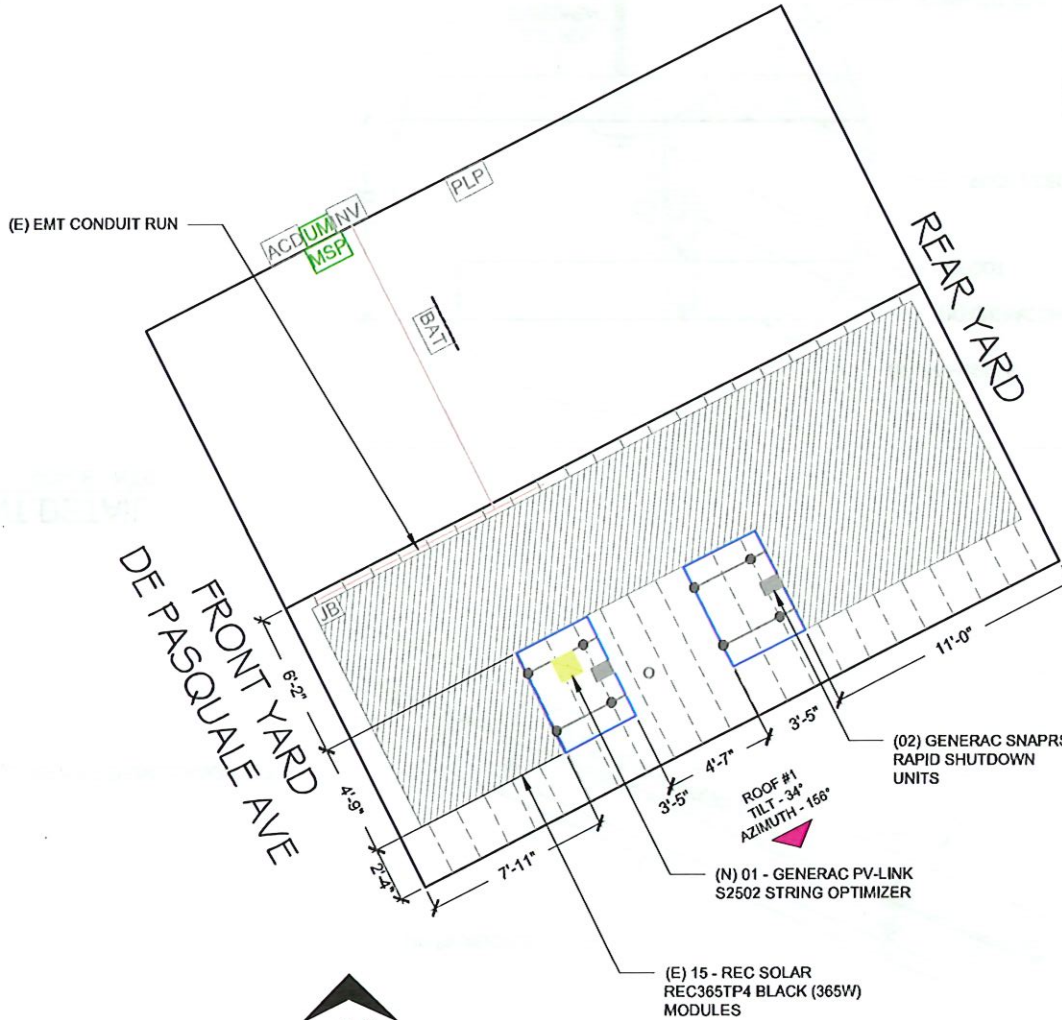 (E) EMT CONDUIT RUN
ACD
UM
INV
MSP
PLP
BAT
REAR YARD
JB
FRONT YARD
DE PASQUALE AVE
6'-2"
4'-9"
2'-4"
7'-11"
3'-5"
4'-7"
3'-5"
11'-0"
ROOF #1
TILT - 34°
AZIMUTH - 156°
(02) GENERAC SNAPRS
RAPID SHUTDOWN
UNITS
(N) 01 - GENERAC PV-LINK
S2502 STRING OPTIMIZER
(E) 15 - REC SOLAR
REC365TP4 BLACK (365W)
MODULES